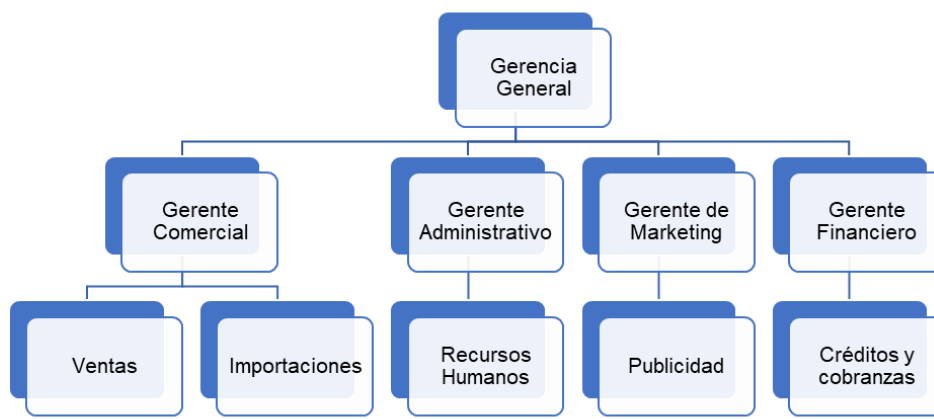 Gerencia
General
Gerente
Comercial
Gerente
Administrativo
Gerente de
Marketing
Gerente
Financiero
Ventas
Importaciones
Recursos
Humanos
Publicidad
Créditos y
cobranzas